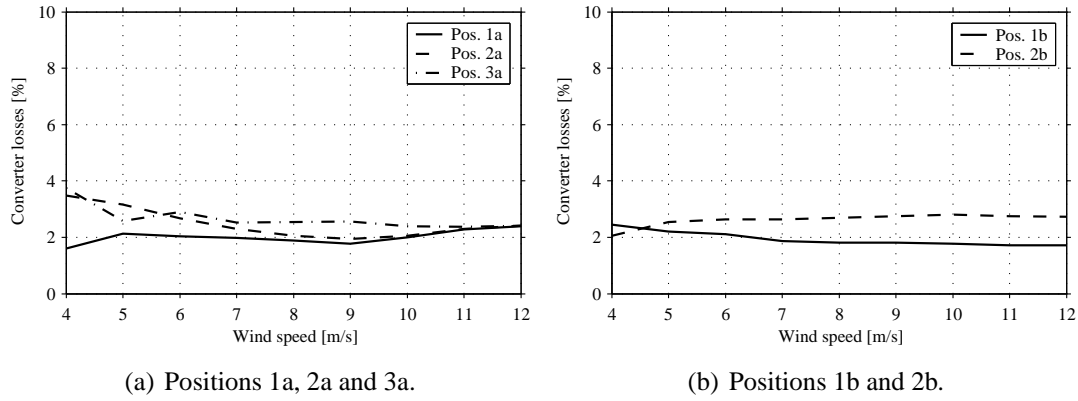 10
8
6
4
2
0
Converter losses [%]
Pos. 1a
Pos. 2a
Pos. 3a
4 5 6 7 8 9 10 11 12
Wind speed [m/s]
(a) Positions 1a, 2a and 3a.
10
8
6
4
2
0
Converter losses [%]
Pos. 1b
Pos. 2b
4 5 6 7 8 9 10 11 12
Wind speed [m/s]
(b) Positions 1b and 2b.